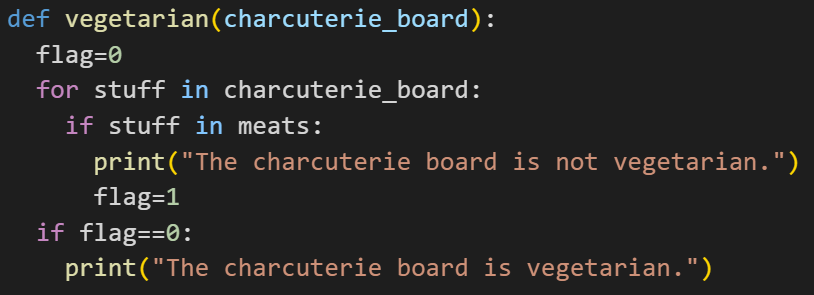 def vegetarian(charcuterie_board):
  flag=0
  for stuff in charcuterie_board:
    if stuff in meats:
      print("The charcuterie board is not vegetarian.")
      flag=1
  if flag==0:
    print("The charcuterie board is vegetarian.")